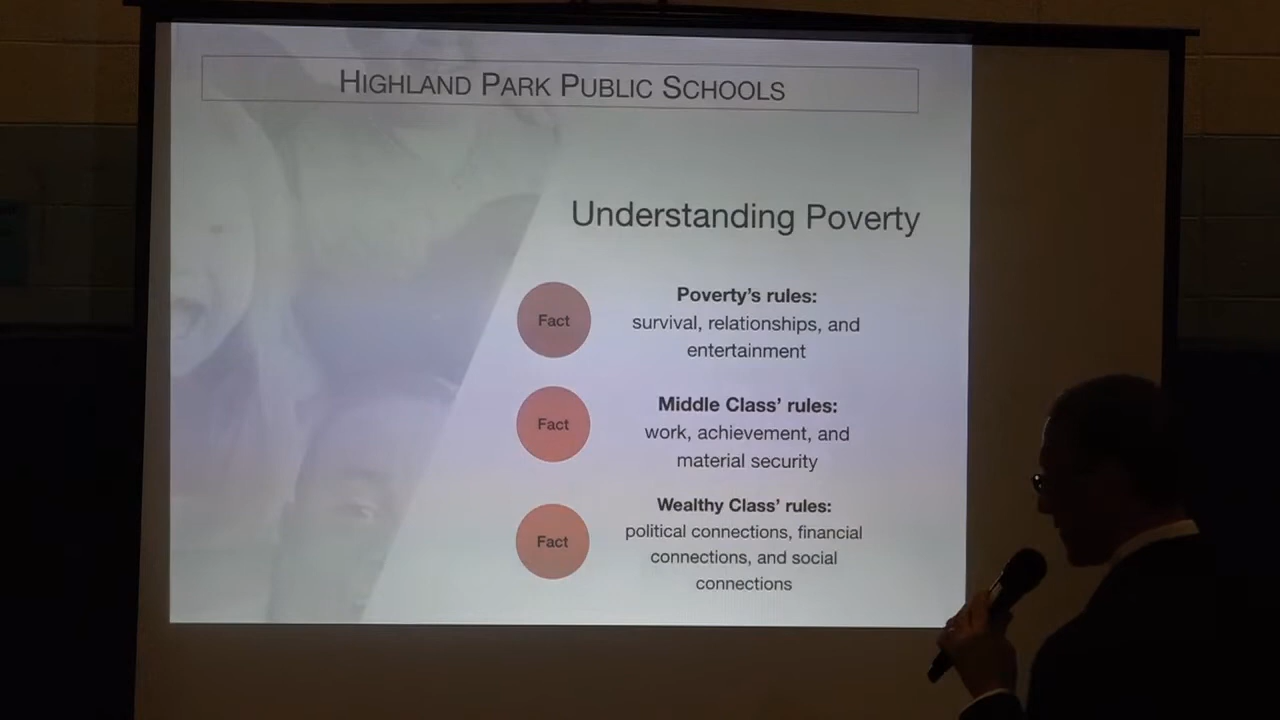 HIGHLAND PARK PUBLIC SCHOOLS
Understanding Poverty
Fact
Poverty's rules:
survival, relationships, and
entertainment
Fact
Middle Class' rules:
work, achievement, and
material security
Fact
Wealthy Class' rules:
political connections, financial
connections, and social
connections